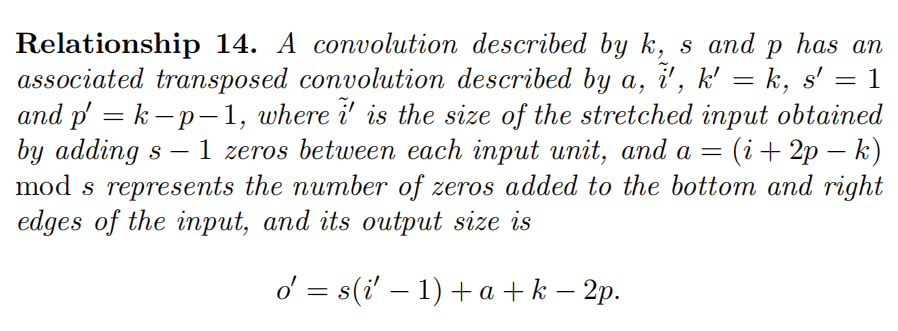 Relationship 14. A convolution described by k, s and p has an
associated transposed convolution described by a, ĩ′, k′ = k, s′ = 1
and p′ = k − p − 1, where ĩ′ is the size of the stretched input obtained
by adding s − 1 zeros between each input unit, and a = (i + 2p − k)
mod s represents the number of zeros added to the bottom and right
edges of the input, and its output size is
o′ = s(i′ − 1) + a + k − 2p.